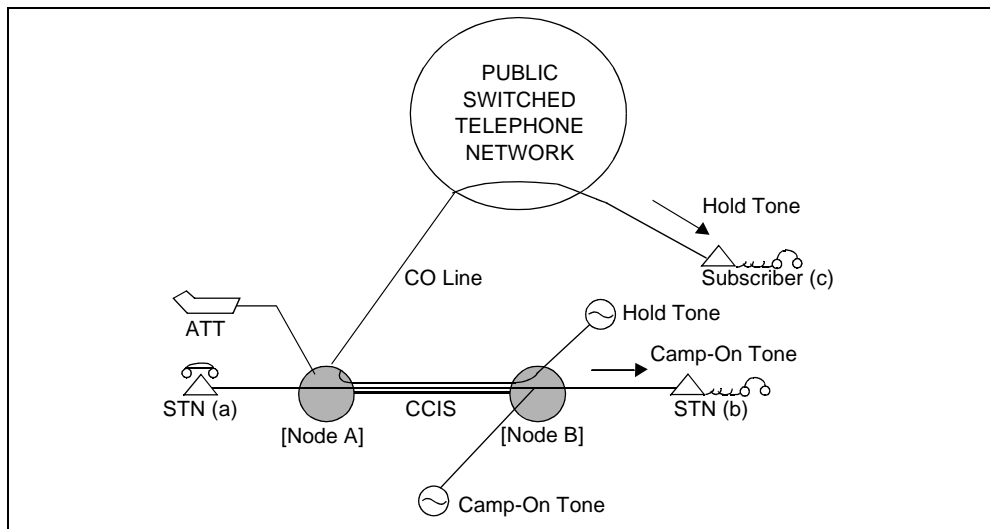 PUBLIC
SWITCHED
TELEPHONE
NETWORK
Hold Tone
Subscriber (c)
CO Line
ATT
Hold Tone
Camp-On Tone
STN (a)
CCIS
STN (b)
[Node A]
[Node B]
Camp-On Tone